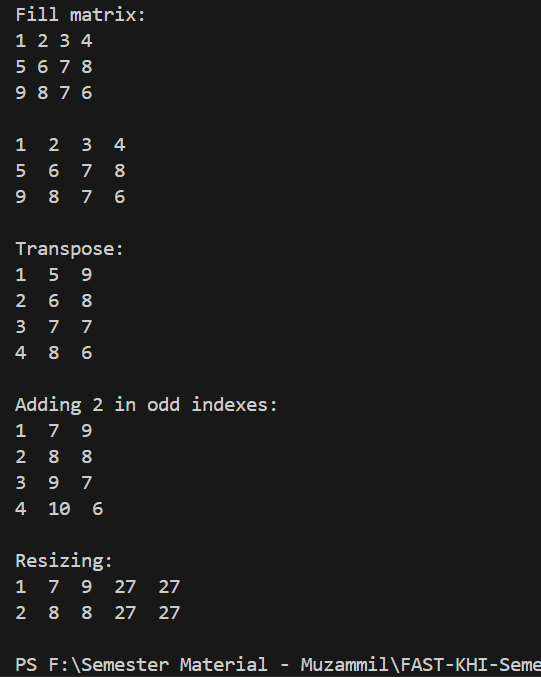 Fill matrix:
1 2 3 4
5 6 7 8
9 8 7 6
1 2 3 4
5 6 7 8
9 8 7 6
Transpose:
1 5 9
2 6 8
3 7 7
4 8 6
Adding 2 in odd indexes:
1 7 9
2 8 8
3 9 7
4 10 6
Resizing:
1 7 9 27 27
2 8 8 27 27
PS F:\Semester Material - Muzammil\FAST-KHI-Seme